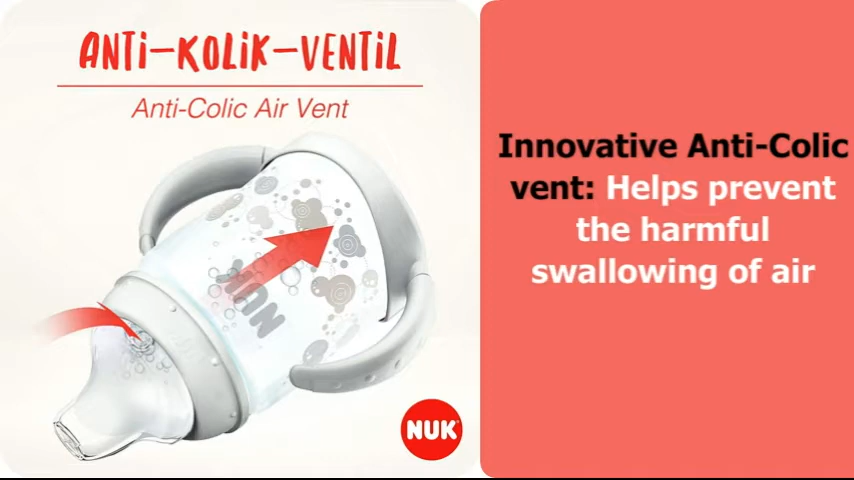 ANTi-KOLiK-VENTiL
Anti-Colic Air Vent
NUK
NUK
Innovative Anti-Colic
vent: Helps prevent
the harmful
swallowing of air